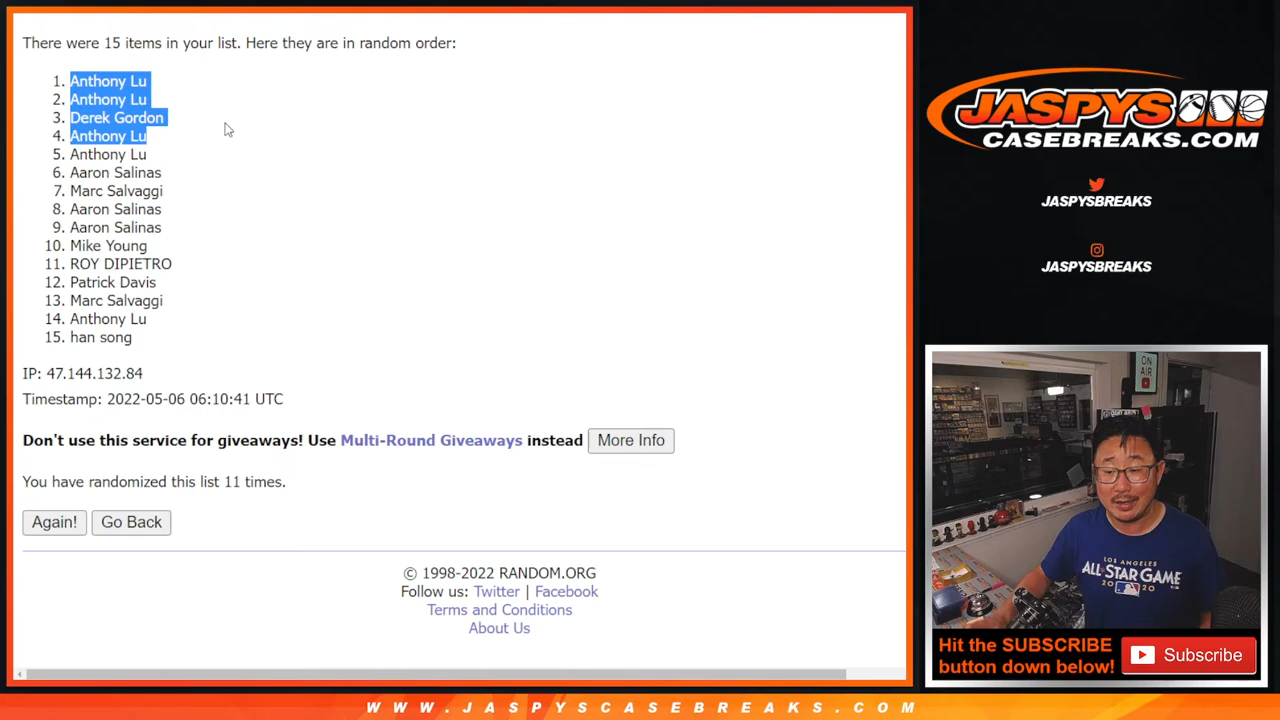 There were 15 items in your list. Here they are in random order:
1. Anthony Lu
2. Anthony Lu
3. Derek Gordon
4. Anthony Lu
5. Anthony Lu
6. Aaron Salinas
7. Marc Salvaggi
8. Aaron Salinas
9. Aaron Salinas
10. Mike Young
11. ROY DIPIETRO
12. Patrick Davis
13. Marc Salvaggi
14. Anthony Lu
15. han song
IP: 47.144.132.84
Timestamp: 2022-05-06 06:10:41 UTC
Don't use this service for giveaways! Use Multi-Round Giveaways instead More Info
You have randomized this list 11 times.
Again! Go Back
© 1998-2022 RANDOM.ORG
Follow us: Twitter | Facebook
Terms and Conditions
About Us
JASPYS
CASEBREAKS.COM
JASPYSBREAKS
JASPYSBREAKS
ON
AIR
LOS ANGELES
ALL-STAR GAME
2020
Hit the SUBSCRIBE
button down below!
Subscribe
WWW.JASPYSCASEBREAKS.COM